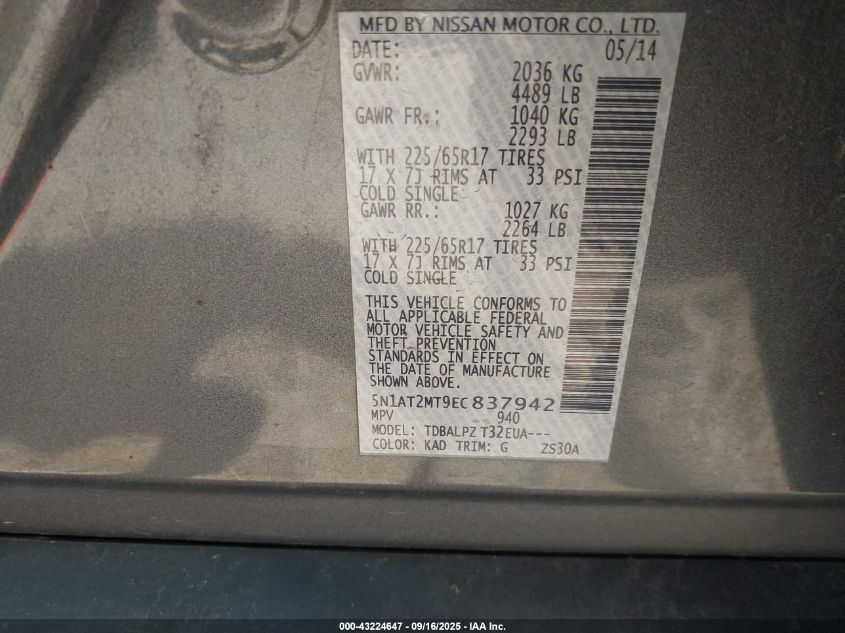 MFD BY NISSAN MOTOR CO., LTD.
DATE: 05/14
GVWR: 2036 KG
4489 LB
GAWR FR.: 1040 KG
2293 LB
WITH 225/65R17 TIRES
17 X 7J RIMS AT 33 PSI
COLD SINGLE
GAWR RR.: 1027 KG
2264 LB
WITH 225/65R17 TIRES
17 X 7J RIMS AT 33 PSI
COLD SINGLE
THIS VEHICLE CONFORMS TO
ALL APPLICABLE FEDERAL
MOTOR VEHICLE SAFETY AND
THEFT PREVENTION
STANDARDS IN EFFECT ON
THE DATE OF MANUFACTURE
SHOWN ABOVE.
5N1AT2MT9EC837942
MPV 940
MODEL: TDBALPZ T32EUA---
COLOR: KAD TRIM: G ZS30A
000-43224647 - 09/16/2025 - IAA Inc.